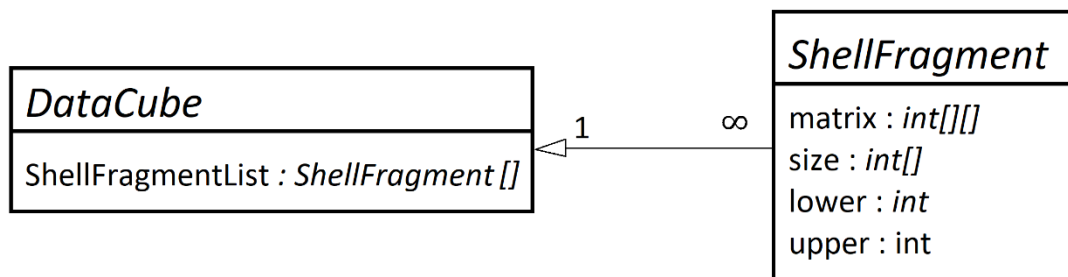 DataCube
ShellFragmentList : ShellFragment []
1
∞
ShellFragment
matrix : int[][]
size : int[]
lower : int
upper : int